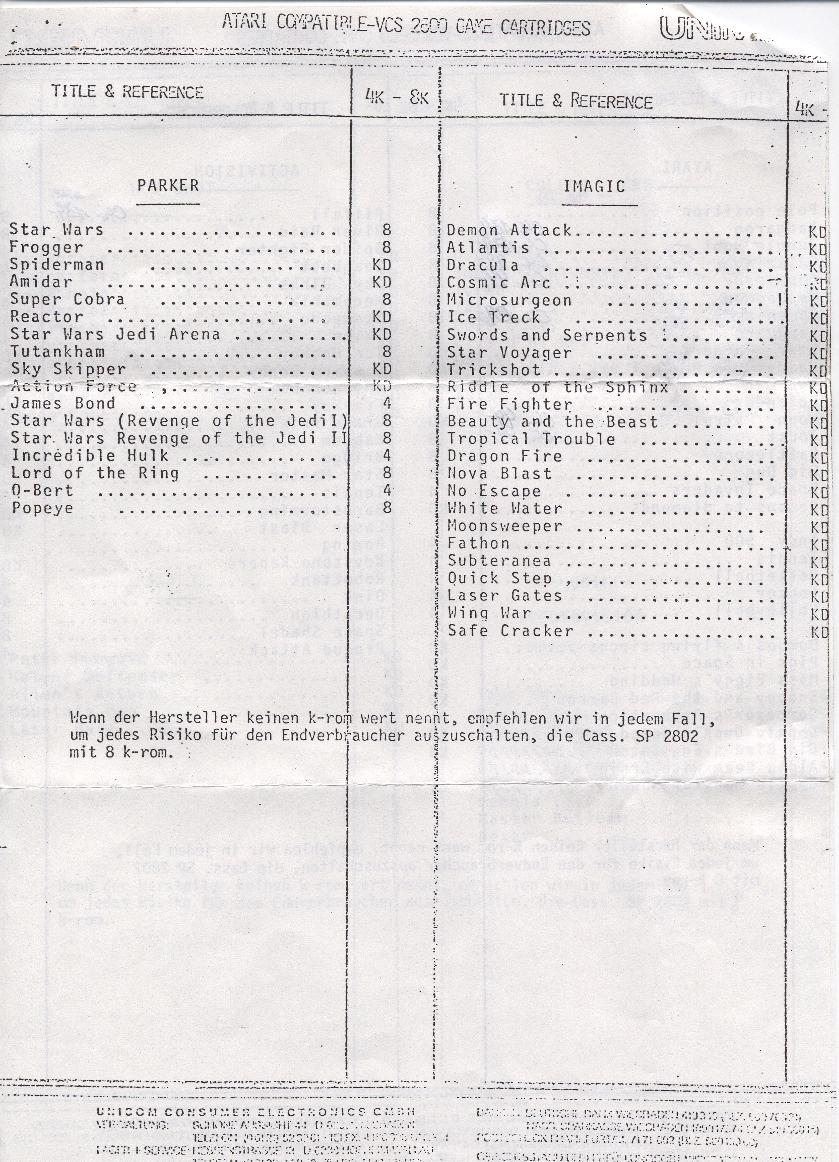 ATARI COMPATIBLE-VCS 2600 GAME CARTRIDGES
TITLE & REFERENCE
4K - 8K
PARKER
Star Wars .................... 8
Frogger ...................... 8
Spiderman .................. KD
Amidar ..................... KD
Super Cobra ................ 8
Reactor .................... KD
Star Wars Jedi Arena ........... KD
Tutankham ................... 8
Sky Skipper ................... KD
Action Force ................ KD
James Bond .................. 4
Star Wars (Revenge of the JediI) 8
Star Wars Revenge of the Jedi II 8
Incredible Hulk .............. 4
Lord of the Ring ............ 8
Q-Bert ...................... 4
Popeye .................... 8
TITLE & REFERENCE
4K -
IMAGIC
Demon Attack.................. KD
Atlantis ..................... KD
Dracula ...................... KD
Cosmic Arc ................... KD
Microsurgeon .............. KD
Ice Treck .................... KD
Swords and Serpents .......... KD
Star Voyager ................ KD
Trickshot .................... KD
Riddle of the Sphinx ........ KD
Fire Fighter ................ KD
Beauty and the Beast ......... KD
Tropical Trouble ............. KD
Dragon Fire .................. KD
Nova Blast ................... KD
No Escape .................. KD
White Water .................. KD
Moonsweeper .................. KD
Fathon ....................... KD
Subteranea ................... KD
Quick Step .................. KD
Laser Gates .................. KD
Wing War ..................... KD
Safe Cracker ................. KD
Wenn der Hersteller keinen k-rom wert nennt, empfehlen wir in jedem Fall,
um jedes Risiko für den Endverbraucher auszuschalten, die Cass. SP 2802
mit 8 k-rom.
UNICOM CONSUMER ELECTRONICS GMBH